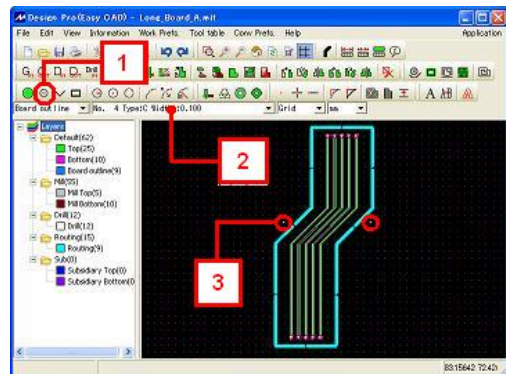 Design Pro(Easy CAD) - Long_Board_A.mit
File Edit View Information Work Prefs. Tool table Conv Prefs. Help Application
1
Board outline No. 4 Type:C Width:0.100 Grid mm
2
Layers
Default(62)
Top(25)
Bottom(10)
Board outline(9)
Mill(55)
Mill Top(5)
Mill Bottom(10)
Drill(12)
Drill(12)
Routing(15)
Routing(9)
Sub(0)
Subsidiary Top(0)
Subsidiary Bottom(0
3